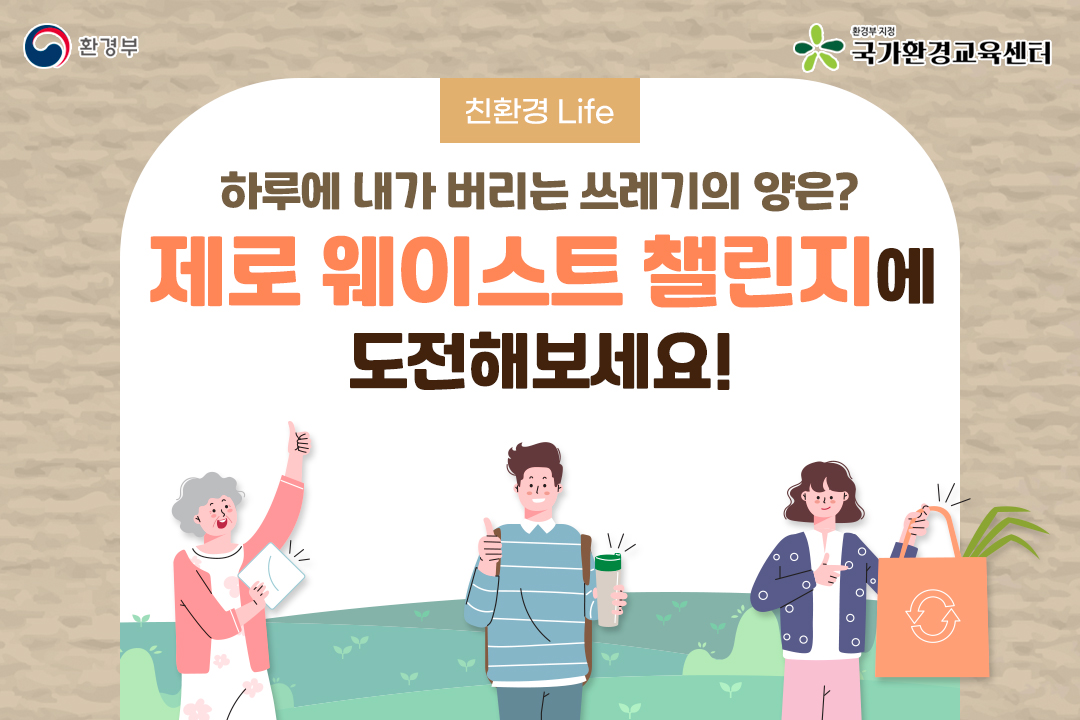 환경부
환경부 지정
국가환경교육센터
친환경 Life
하루에 내가 버리는 쓰레기의 양은?
제로 웨이스트 챌린지에
도전해보세요!